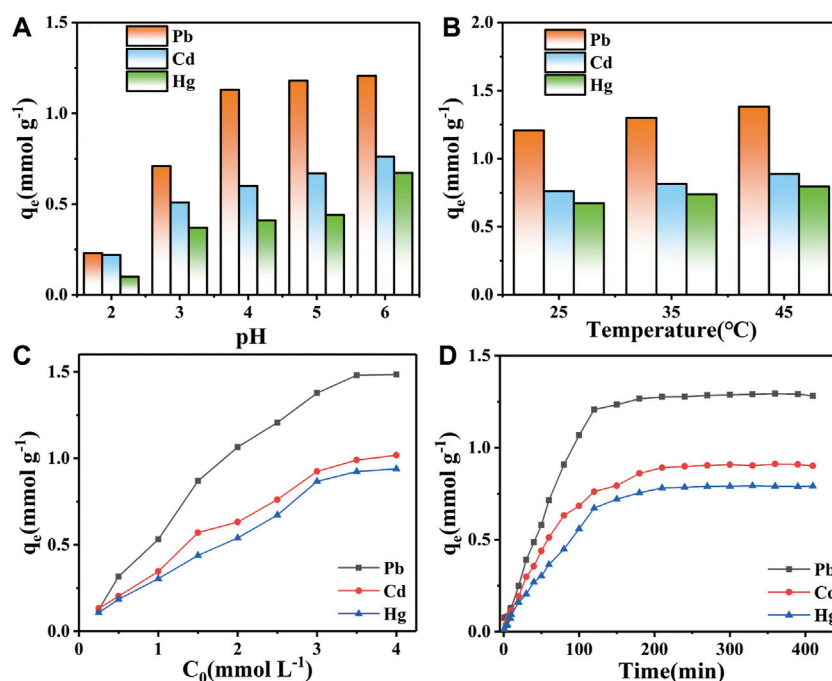 A
1.5
1.0
0.5
0.0
qe(mmol g-1)
Pb
Cd
Hg
2 3 4 5 6
pH
B
2.0
1.5
1.0
0.5
0.0
qe(mmol g-1)
Pb
Cd
Hg
25 35 45
Temperature(°C)
C
1.5
1.0
0.5
0.0
qe(mmol g-1)
Pb
Cd
Hg
0 1 2 3 4
C0(mmol L-1)
D
1.5
1.0
0.5
0.0
qe(mmol g-1)
Pb
Cd
Hg
0 100 200 300 400
Time(min)